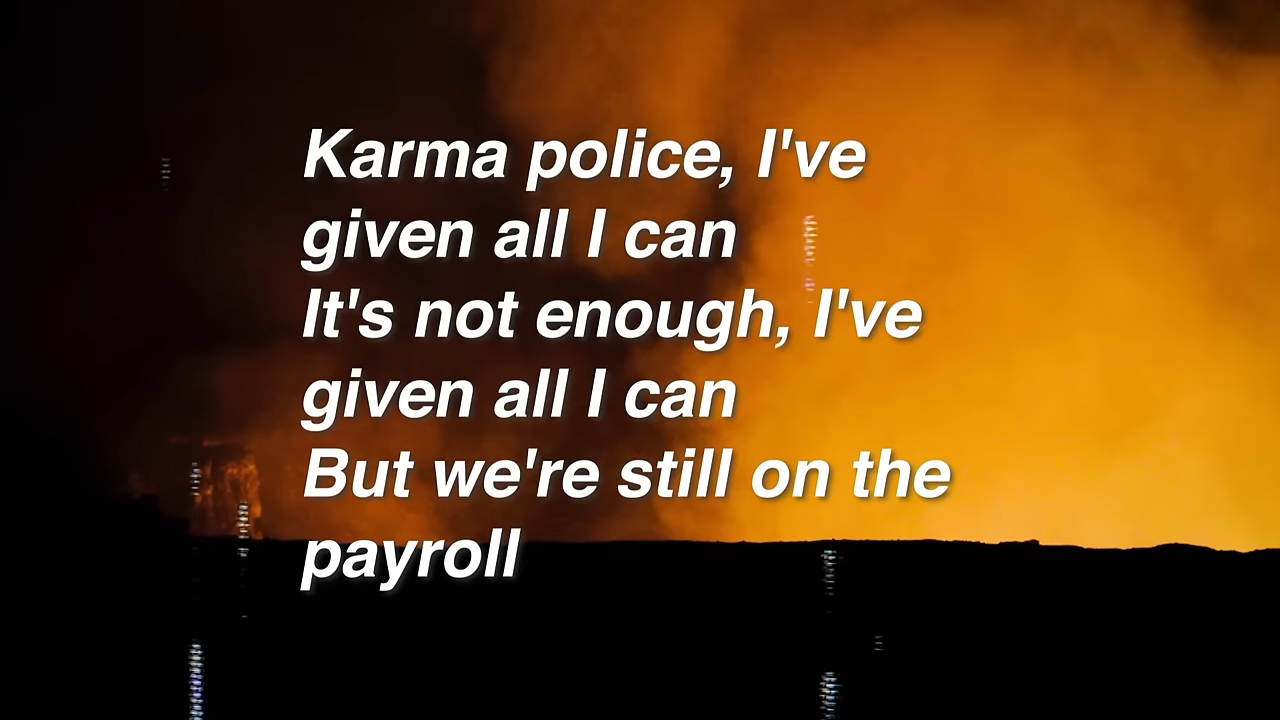 Karma police, I've
given all I can
It's not enough, I've
given all I can
But we're still on the
payroll